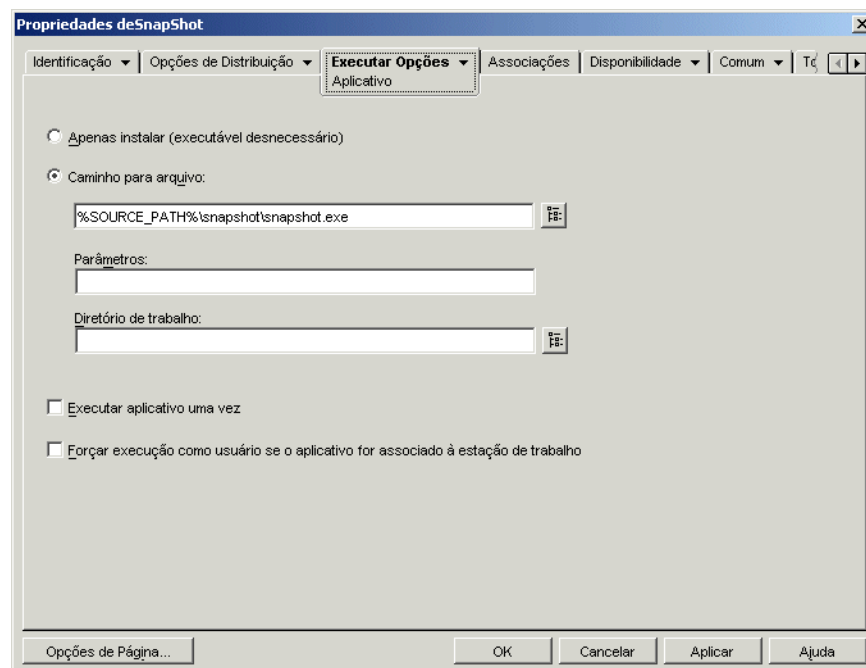 Propriedades deSnapShot
Identificação Opções de Distribuição Executar Opções Associações Disponibilidade Comum
Aplicativo
Apenas instalar (executável desnecessário)
Caminho para arquivo:
%SOURCE_PATH%\snapshot\snapshot.exe
Parâmetros:
Diretório de trabalho:
Executar aplicativo uma vez
Forçar execução como usuário se o aplicativo for associado à estação de trabalho
Opções de Página... OK Cancelar Aplicar Ajuda